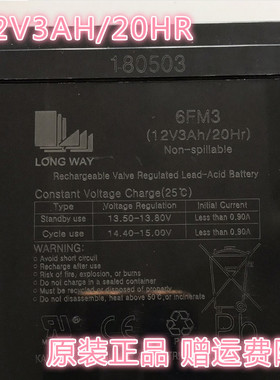 2V3AH/20HR
180503
LONG WAY
6FM3
(12V3Ah/20Hr)
Non-spillable
Rechargeable Valve Regulated Lead-Acid Battery
Constant Voltage Charge(25℃)
Type Voltage Regulation Initial Current
Standby use 13.50-13.80V Less than 0.90A
Cycle use 14.40-15.00V Less than 0.90A
WARNING:
Avoid short circuit
Recharge after use
Risk of fire, explosion, or burns
Do not charge in sealed container
Do not disassemble, heat above 50℃, or incinerate
Pb
原装正品 赠运费